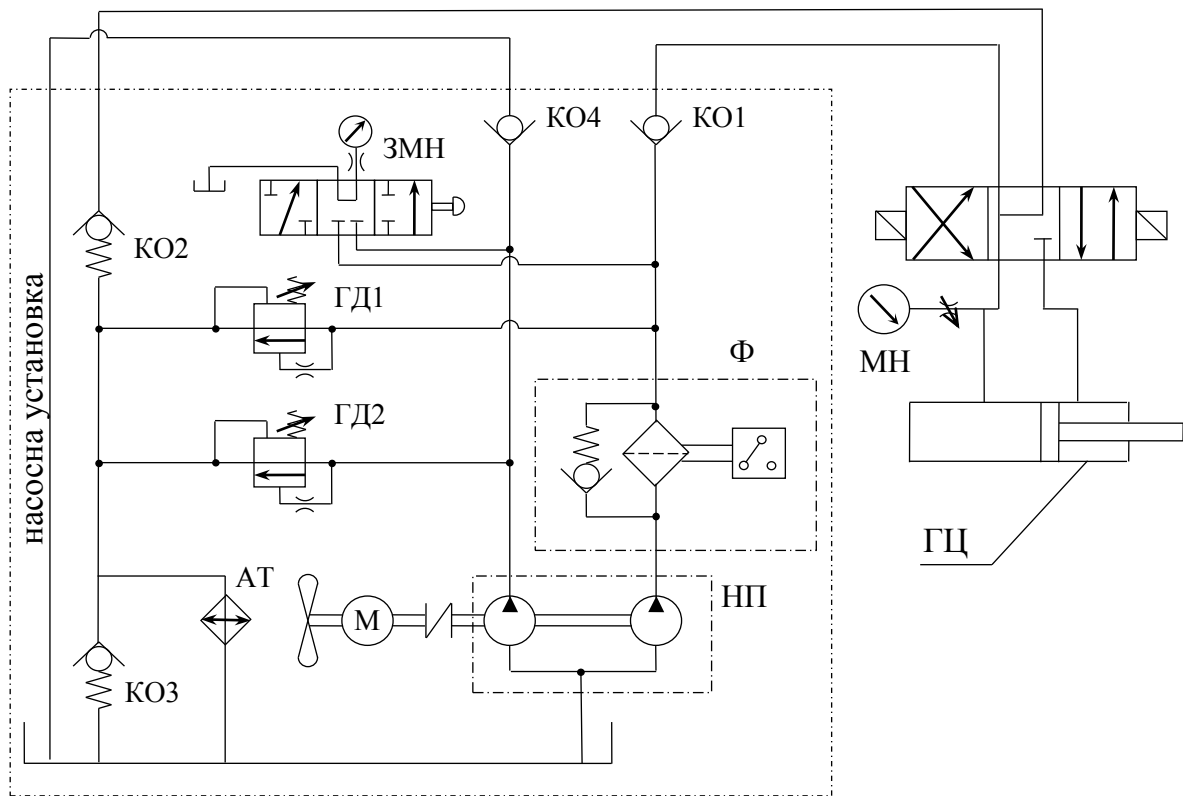 КО4
КО1
ЗМН
КО2
насосна установка
ГД1
МН
Ф
ГД2
ГЦ
АТ
НП
М
КО3